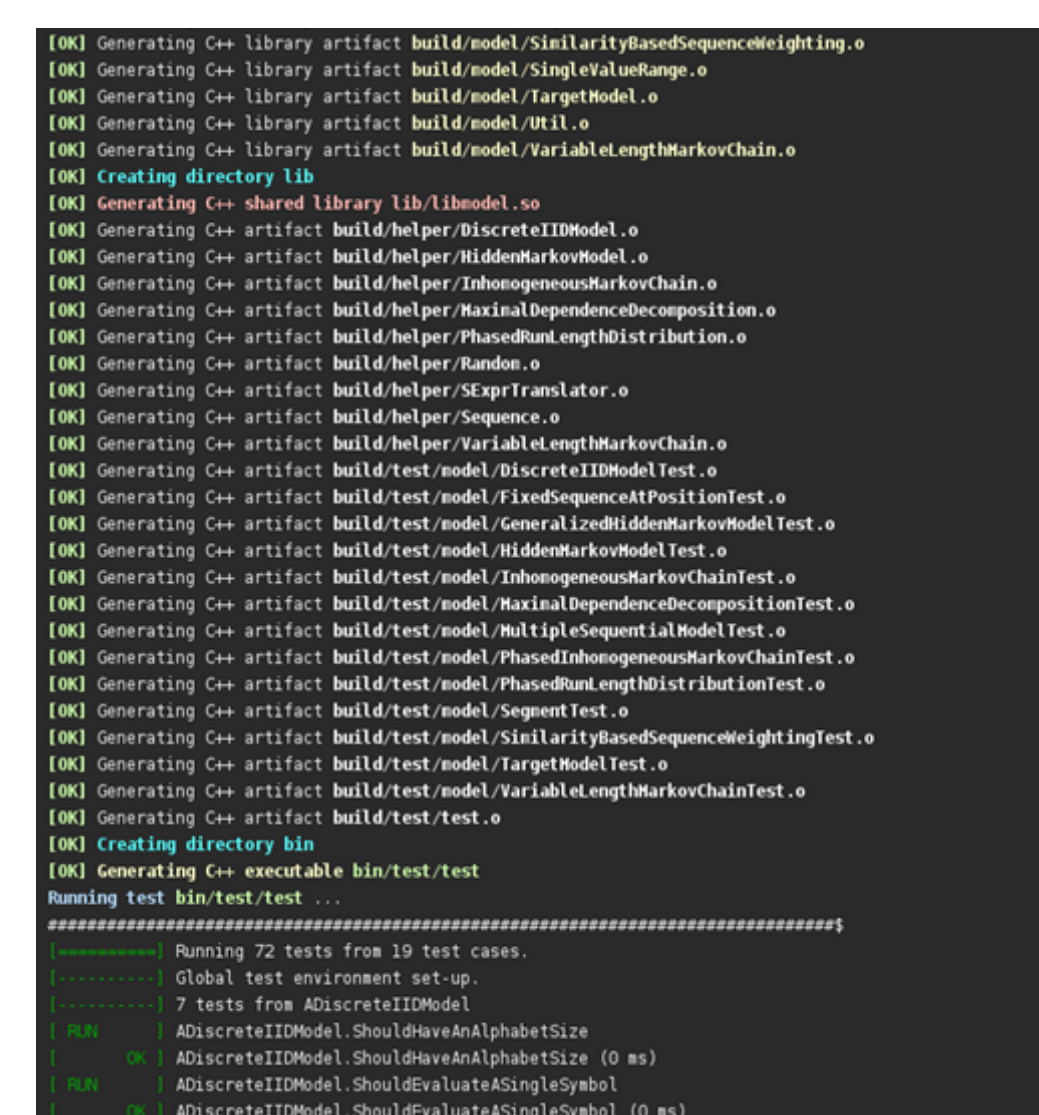 [OK] Generating C++ library artifact build/model/SimilarityBasedSequenceWeighting.o
[OK] Generating C++ library artifact build/model/SingleValueRange.o
[OK] Generating C++ library artifact build/model/TargetModel.o
[OK] Generating C++ library artifact build/model/Util.o
[OK] Generating C++ library artifact build/model/VariableLengthMarkovChain.o
[OK] Creating directory lib
[OK] Generating C++ shared library lib/libmodel.so
[OK] Generating C++ artifact build/helper/DiscreteIIDModel.o
[OK] Generating C++ artifact build/helper/HiddenMarkovModel.o
[OK] Generating C++ artifact build/helper/InhomogeneousMarkovChain.o
[OK] Generating C++ artifact build/helper/MaximalDependenceDecomposition.o
[OK] Generating C++ artifact build/helper/PhasedRunLengthDistribution.o
[OK] Generating C++ artifact build/helper/Random.o
[OK] Generating C++ artifact build/helper/SExprTranslator.o
[OK] Generating C++ artifact build/helper/Sequence.o
[OK] Generating C++ artifact build/helper/VariableLengthMarkovChain.o
[OK] Generating C++ artifact build/test/model/DiscreteIIDModelTest.o
[OK] Generating C++ artifact build/test/model/FixedSequenceAtPositionTest.o
[OK] Generating C++ artifact build/test/model/GeneralizedHiddenMarkovModelTest.o
[OK] Generating C++ artifact build/test/model/HiddenMarkovModelTest.o
[OK] Generating C++ artifact build/test/model/InhomogeneousMarkovChainTest.o
[OK] Generating C++ artifact build/test/model/MaximalDependenceDecompositionTest.o
[OK] Generating C++ artifact build/test/model/MultipleSequentialModelTest.o
[OK] Generating C++ artifact build/test/model/PhasedInhomogeneousMarkovChainTest.o
[OK] Generating C++ artifact build/test/model/PhasedRunLengthDistributionTest.o
[OK] Generating C++ artifact build/test/model/SegmentTest.o
[OK] Generating C++ artifact build/test/model/SimilarityBasedSequenceWeightingTest.o
[OK] Generating C++ artifact build/test/model/TargetModelTest.o
[OK] Generating C++ artifact build/test/model/VariableLengthMarkovChainTest.o
[OK] Generating C++ artifact build/test/test.o
[OK] Creating directory bin
[OK] Generating C++ executable bin/test/test
Running test bin/test/test ...
################################################################################$
[==========] Running 72 tests from 19 test cases.
[----------] Global test environment set-up.
[----------] 7 tests from ADiscreteIIDModel
[ RUN      ] ADiscreteIIDModel.ShouldHaveAnAlphabetSize
[       OK ] ADiscreteIIDModel.ShouldHaveAnAlphabetSize (0 ms)
[ RUN      ] ADiscreteIIDModel.ShouldEvaluateASingleSymbol
[       OK ] ADiscreteIIDModel.ShouldEvaluateASingleSymbol (0 ms)